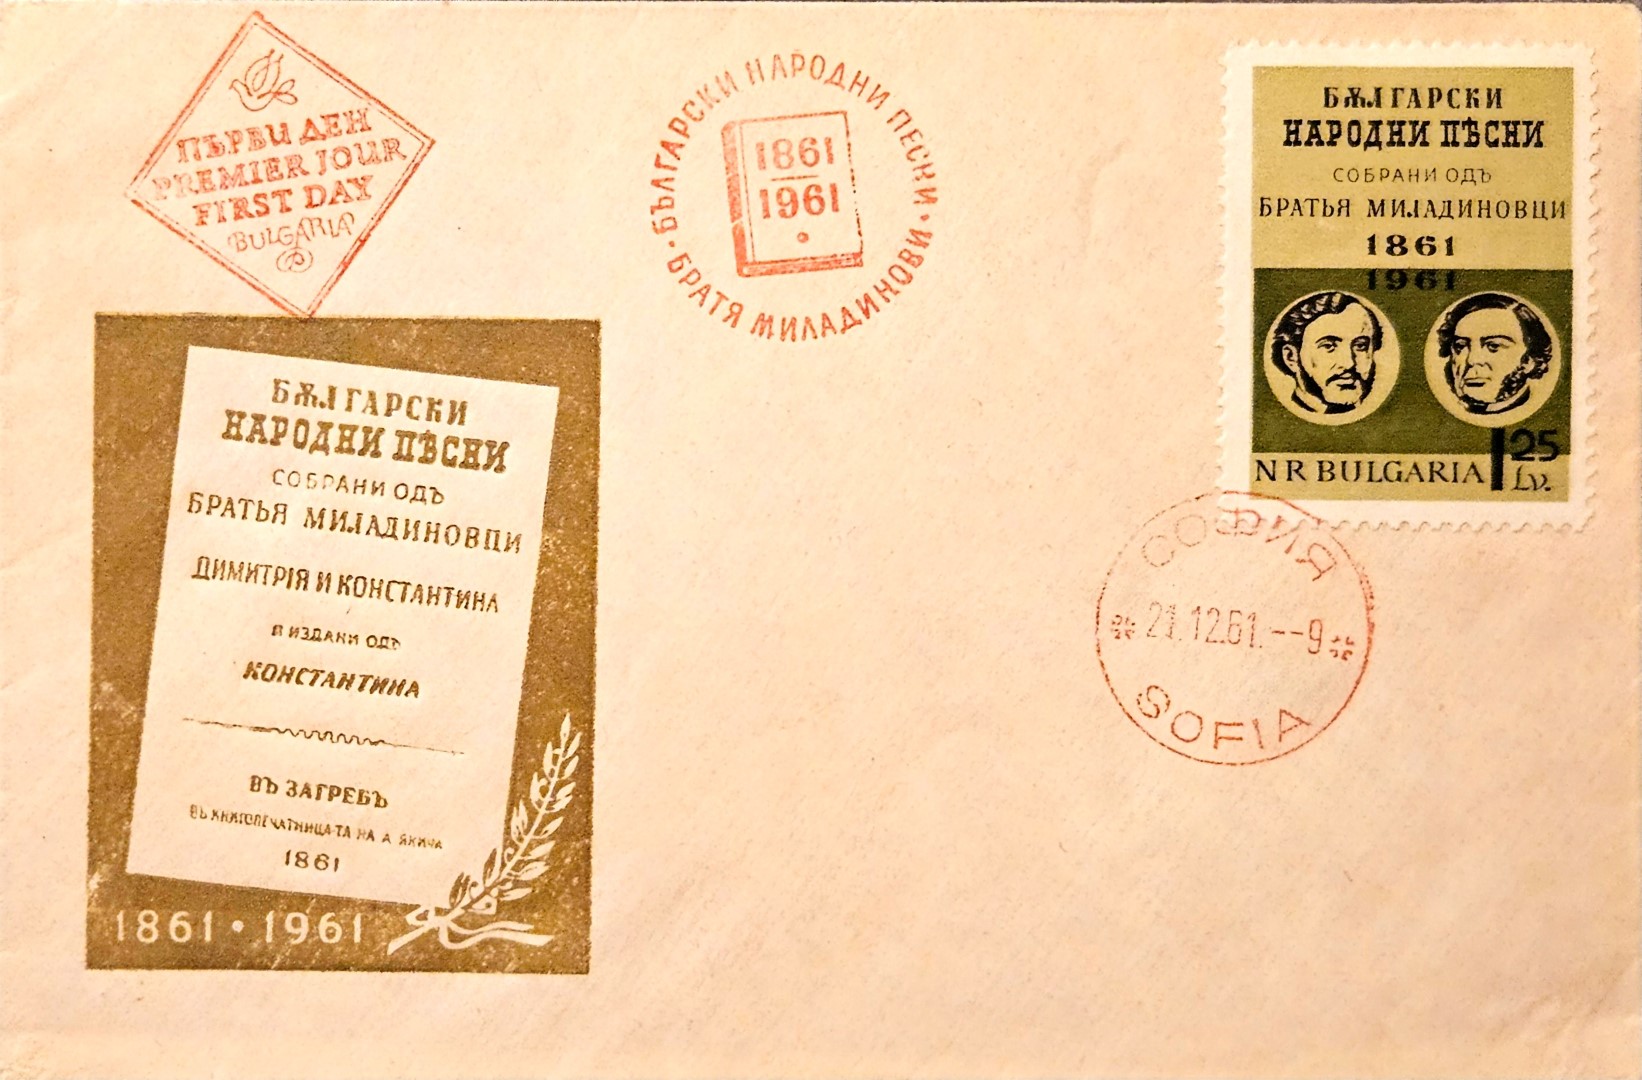 ПЪРВИ ДЕН
PREMIER JOUR
FIRST DAY
BULGARIA
БЪЛГАРСКИ НАРОДНИ ПЕСНИ · БРАТЯ МИЛАДИНОВИ ·
1861
1961
БѪЛГАРСКИ
НАРОДНИ ПѢСНИ
СОБРАНИ ОДЪ
БРАТЬЯ МИЛАДИНОВЦИ
1861
1961
NR BULGARIA 1 25
Lv.
СОФИЯ
21.12.61.--9
SOFIA
БѪЛГАРСКИ
НАРОДНИ ПѢСНИ
СОБРАНИ ОДЪ
БРАТЬЯ МИЛАДИНОВЦИ
ДИМИТРІЯ И КОНСТАНТИНА
И ИЗДАНИ ОДЪ
КОНСТАНТИНА
ВЪ ЗАГРЕБЪ
ВЪ КНИГОПЕЧАТНИЦА-ТА НА А. ЯКИЧА
1861
1861 · 1961